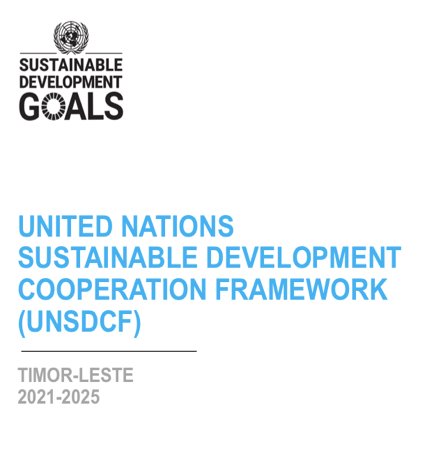 SUSTAINABLE
DEVELOPMENT
GOALS
UNITED NATIONS
SUSTAINABLE DEVELOPMENT
COOPERATION FRAMEWORK
(UNSDCF)
TIMOR-LESTE
2021-2025